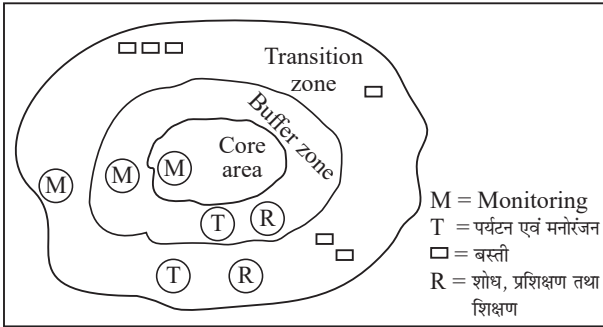 Transition
zone
Buffer zone
Core
area
M
M
M
T
R
T
R
M = Monitoring
T = पर्यटन एवं मनोरंजन
= बस्ती
R = शोध, प्रशिक्षण तथा
शिक्षण